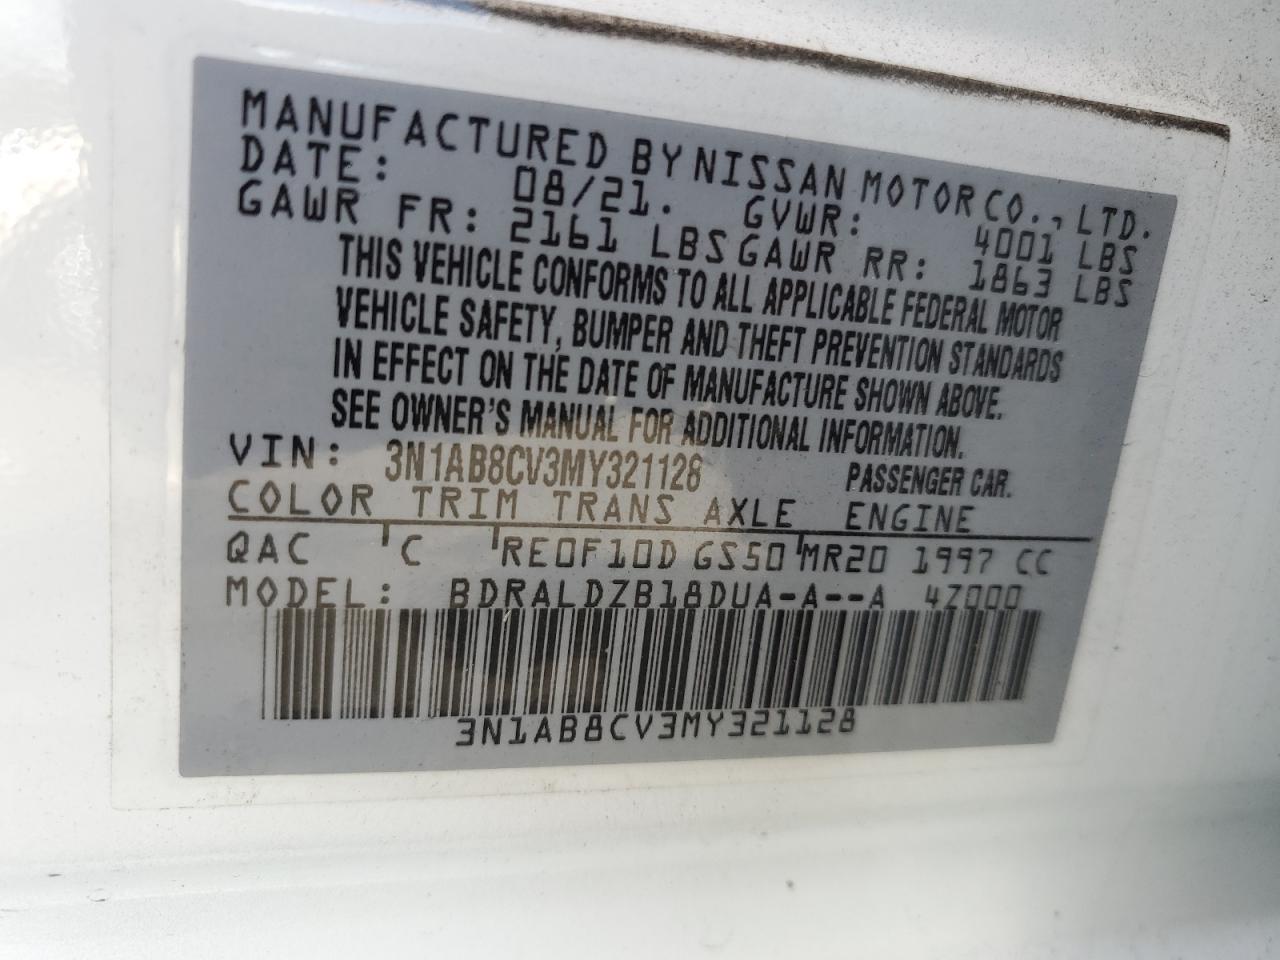 MANUFACTURED BY NISSAN MOTOR CO., LTD.
DATE: 08/21. GVWR: 4001 LBS
GAWR FR: 2161 LBS GAWR RR: 1863 LBS
THIS VEHICLE CONFORMS TO ALL APPLICABLE FEDERAL MOTOR
VEHICLE SAFETY, BUMPER AND THEFT PREVENTION STANDARDS
IN EFFECT ON THE DATE OF MANUFACTURE SHOWN ABOVE.
SEE OWNER'S MANUAL FOR ADDITIONAL INFORMATION.
VIN: 3N1AB8CV3MY321128 PASSENGER CAR.
COLOR TRIM TRANS AXLE ENGINE
QAC C RE0F10D GS50 MR20 1997 CC
MODEL: BDRALDZB18DUA-A--A 4Z000
3N1AB8CV3MY321128